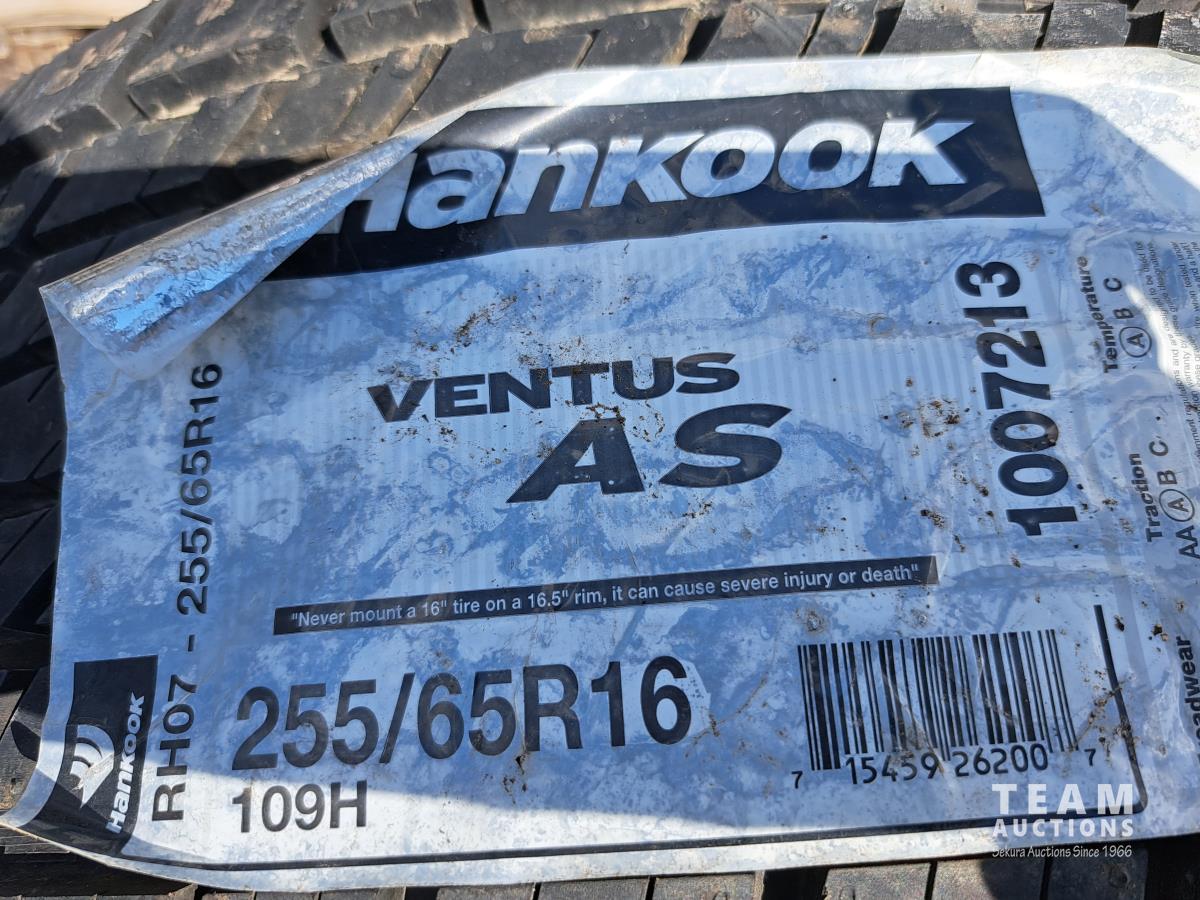 Hankook
VENTUS
AS
"Never mount a 16" tire on a 16.5" rim, it can cause severe injury or death"
255/65R16
109H
RH07 - 255/65R16
Hankook
1007213
Temperature
A B C
Traction
AA A B C
7 15459 26200 7
TEAM
AUCTIONS
Sekura Auctions Since 1966